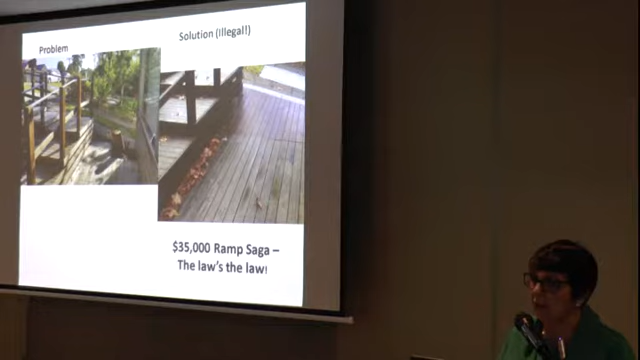 Problem
Solution (Illegal!)
$35,000 Ramp Saga –
The law's the law!